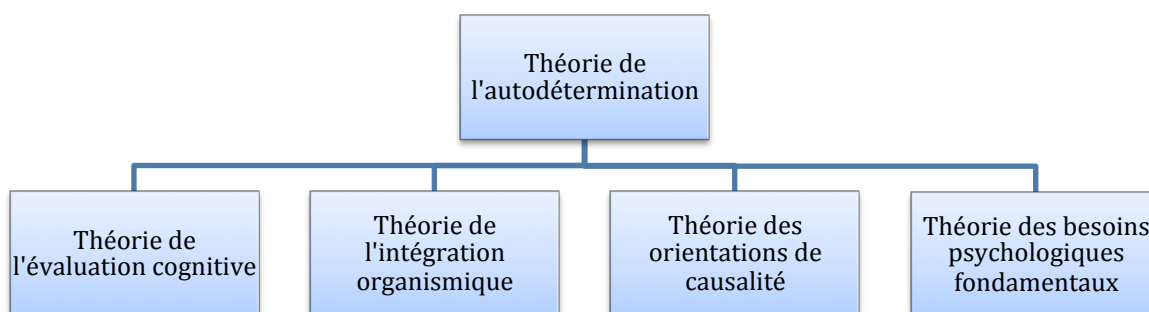 Théorie de
l'autodétermination
Théorie de
l'évaluation cognitive
Théorie de
l'intégration
organismique
Théorie des
orientations de
causalité
Théorie des besoins
psychologiques
fondamentaux